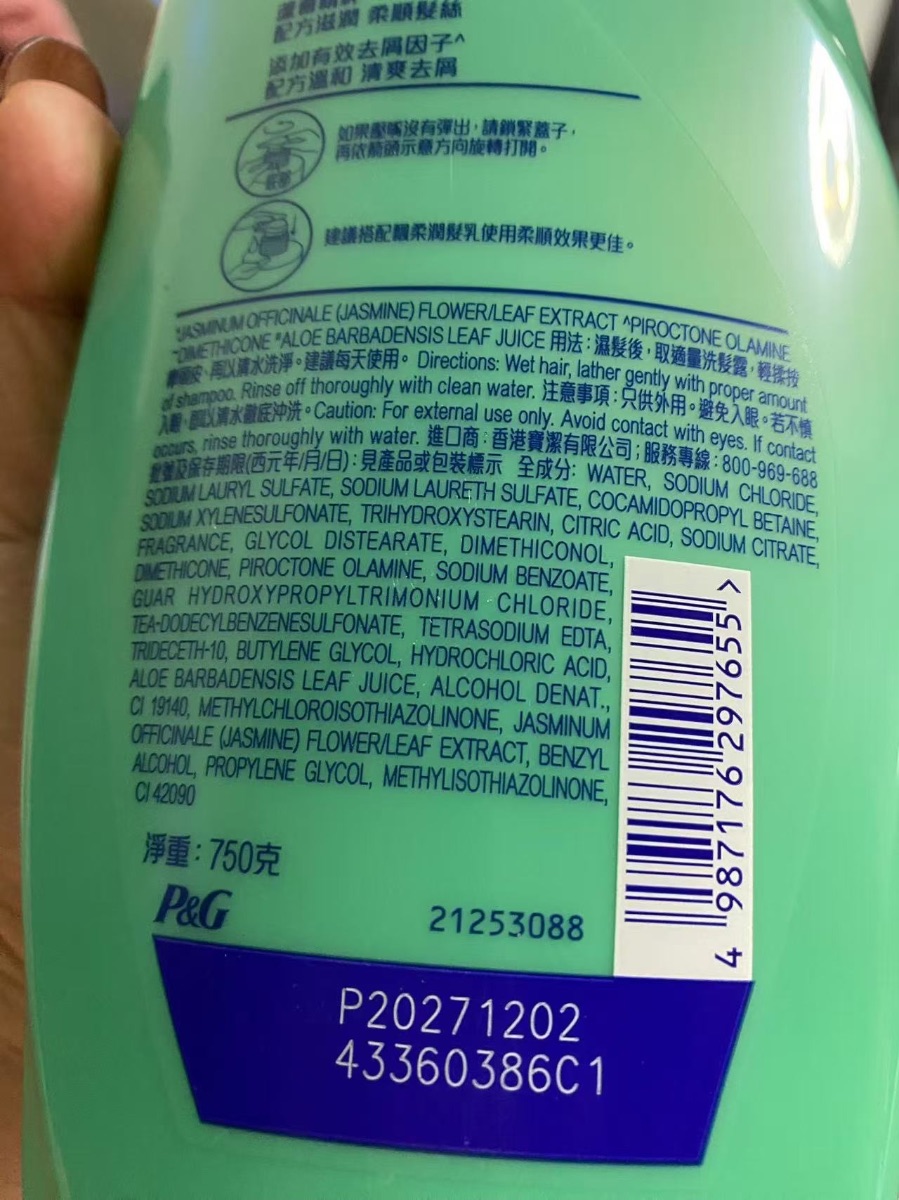 配方滋潤 柔順髮絲
添加有效去屑因子^
配方溫和 清爽去屑
如果壓嘴沒有彈出,請鎖緊蓋子,
再依箭頭示意方向旋轉打開。
建議搭配飄柔潤髮乳使用柔順效果更佳。
*JASMINUM OFFICINALE (JASMINE) FLOWER/LEAF EXTRACT ^PIROCTONE OLAMINE
DIMETHICONE #ALOE BARBADENSIS LEAF JUICE 用法:濕髮後,取適量洗髮露,輕揉按
摩頭皮,再以清水洗淨。建議每天使用。 Directions: Wet hair, lather gently with proper amount
of shampoo. Rinse off thoroughly with clean water. 注意事項:只供外用。避免入眼。若不慎
入眼,即以清水徹底沖洗。Caution: For external use only. Avoid contact with eyes. If contact
occurs, rinse thoroughly with water. 進口商:香港寶潔有限公司;服務專線:800-969-688
批號及保存期限(西元年/月/日):見產品或包裝標示 全成分: WATER, SODIUM CHLORIDE,
SODIUM LAURYL SULFATE, SODIUM LAURETH SULFATE, COCAMIDOPROPYL BETAINE,
SODIUM XYLENESULFONATE, TRIHYDROXYSTEARIN, CITRIC ACID, SODIUM CITRATE,
FRAGRANCE, GLYCOL DISTEARATE, DIMETHICONOL,
DIMETHICONE, PIROCTONE OLAMINE, SODIUM BENZOATE,
GUAR HYDROXYPROPYLTRIMONIUM CHLORIDE,
TEA-DODECYLBENZENESULFONATE, TETRASODIUM EDTA,
TRIDECETH-10, BUTYLENE GLYCOL, HYDROCHLORIC ACID,
ALOE BARBADENSIS LEAF JUICE, ALCOHOL DENAT.,
CI 19140, METHYLCHLOROISOTHIAZOLINONE, JASMINUM
OFFICINALE (JASMINE) FLOWER/LEAF EXTRACT, BENZYL
ALCOHOL, PROPYLENE GLYCOL, METHYLISOTHIAZOLINONE,
CI 42090
4 987176 297655 >
淨重:750克
P&G
21253088
P20271202
43360386C1